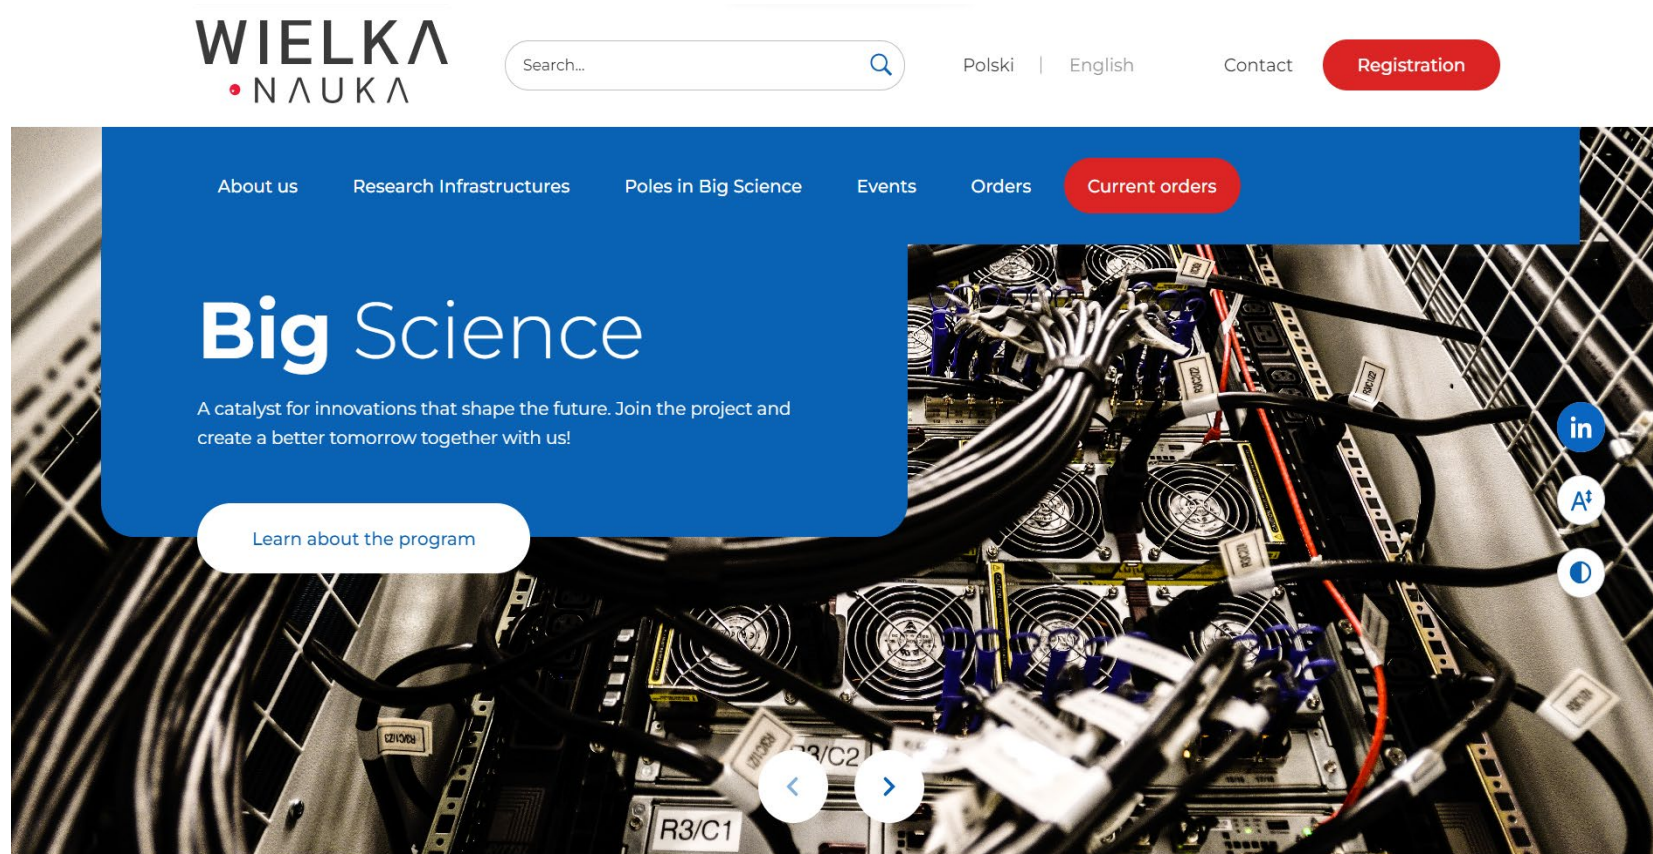 WIELKA
NAUKA
Search...
Polski | English
Contact
Registration
About us
Research Infrastructures
Poles in Big Science
Events
Orders
Current orders
Big Science
A catalyst for innovations that shape the future. Join the project and
create a better tomorrow together with us!
Learn about the program
in
A
R3/C2
R3/C1